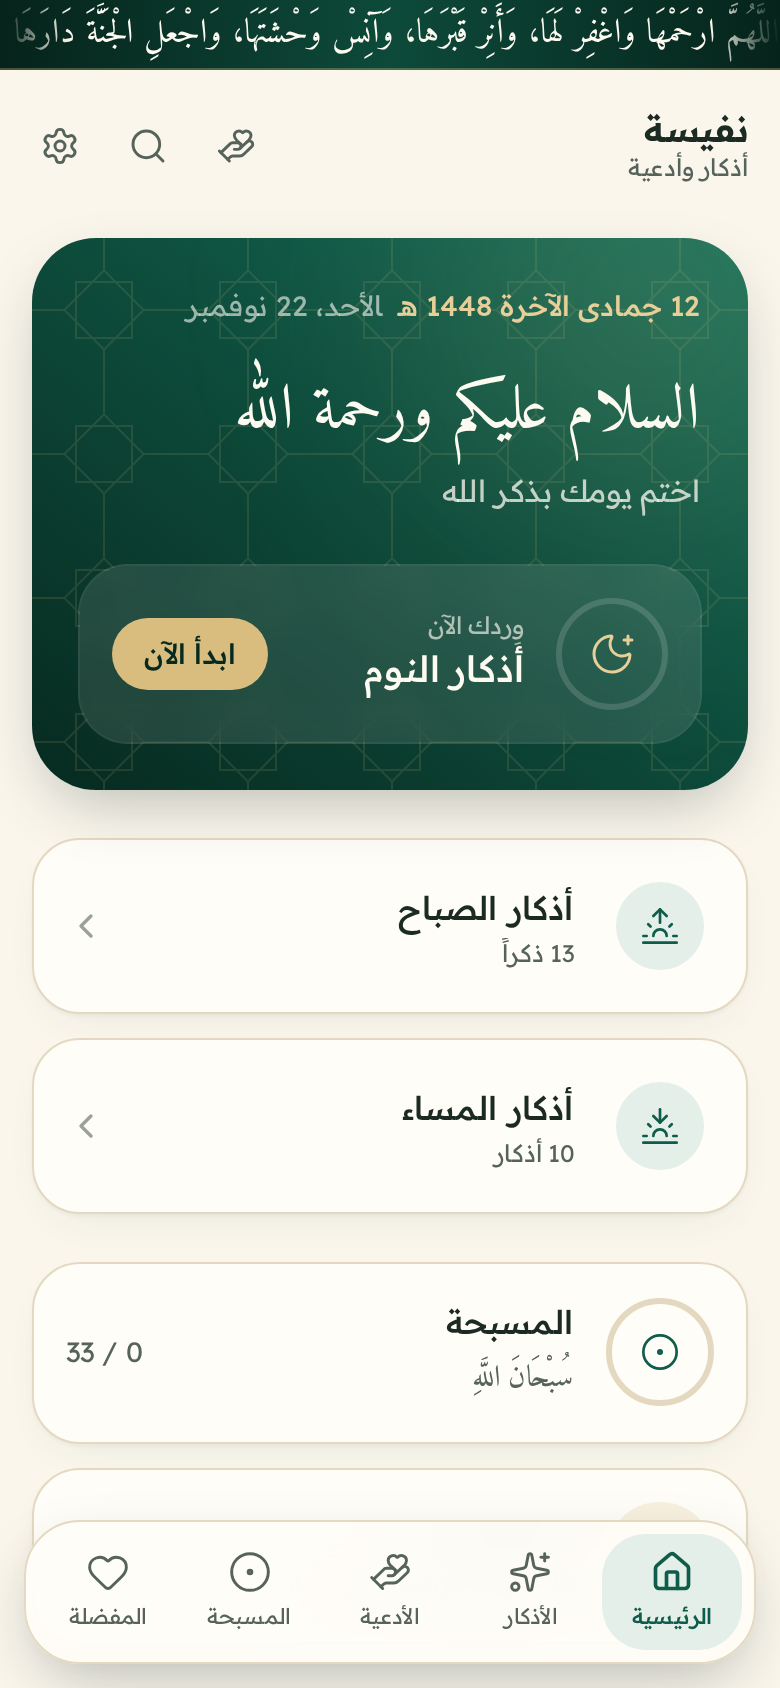 اللَّهُمَّ ارْحَمْهَا وَاغْفِرْ لَهَا، وَأَنِرْ قَبْرَهَا، وَآنِسْ وَحْشَتَهَا، وَاجْعَلِ الْجَنَّةَ دَارَهَا
نفيسة
أذكار وأدعية
12 جمادى الآخرة 1448 هـ الأحد، 22 نوفمبر
السلام عليكم ورحمة الله
اختم يومك بذكر الله
وردك الآن
أذكار النوم
ابدأ الآن
أذكار الصباح
13 ذكراً
أذكار المساء
10 أذكار
المسبحة
سُبْحَانَ اللَّهِ
0 / 33
الرئيسية
الأذكار
الأدعية
المسبحة
المفضلة